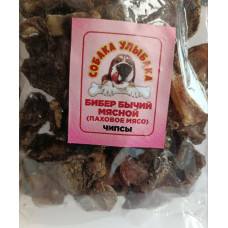 СОБАКА УЛЫБАКА
БИБЕР БЫЧИЙ
МЯСНОЙ
(ПАХОВОЕ МЯСО)
ЧИПСЫ